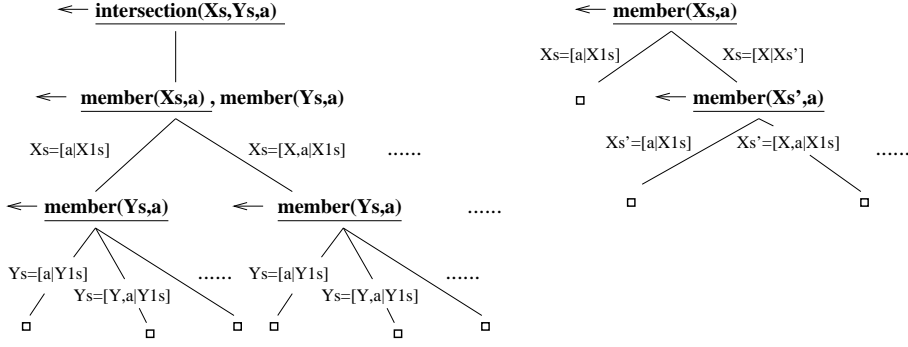 ← intersection(Xs,Ys,a)
← member(Xs,a) , member(Ys,a)
Xs=[a|X1s] Xs=[X,a|X1s] ......
← member(Ys,a) ← member(Ys,a) ......
Ys=[a|Y1s] Ys=[Y,a|Y1s] ...... Ys=[a|Y1s] Ys=[Y,a|Y1s] ......
← member(Xs,a)
Xs=[a|X1s] Xs=[X|Xs']
← member(Xs',a)
Xs'=[a|X1s] Xs'=[X,a|X1s] ......